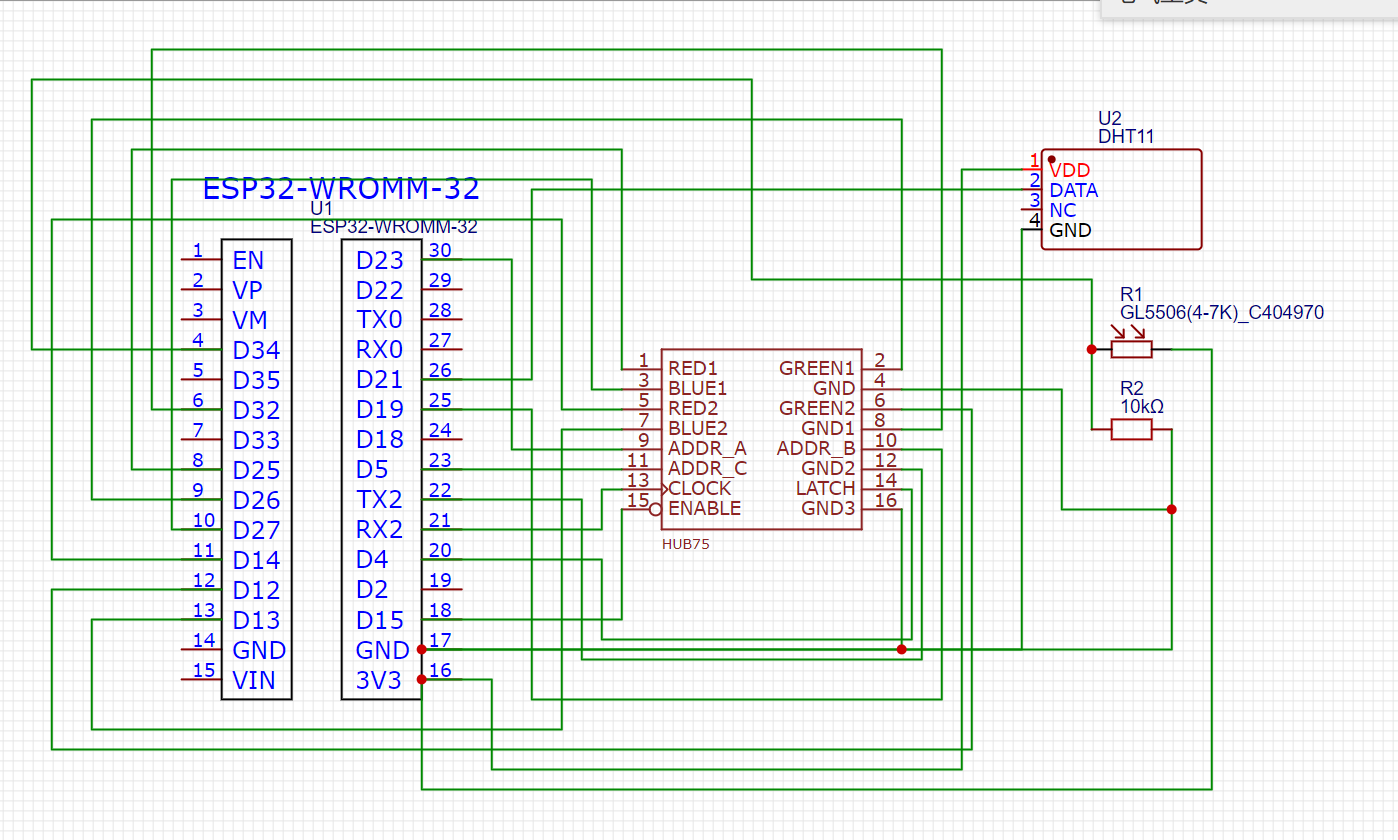 U2
DHT11
1 VDD
2 DATA
3 NC
4 GND
ESP32-WROMM-32
U1
ESP32-WROMM-32
1 EN
2 VP
3 VM
4 D34
5 D35
6 D32
7 D33
8 D25
9 D26
10 D27
11 D14
12 D12
13 D13
14 GND
15 VIN
D23 30
D22 29
TX0 28
RX0 27
D21 26
D19 25
D18 24
D5 23
TX2 22
RX2 21
D4 20
D2 19
D15 18
GND 17
3V3 16
1 RED1 GREEN1 2
3 BLUE1 GND 4
5 RED2 GREEN2 6
7 BLUE2 GND1 8
9 ADDR_A ADDR_B 10
11 ADDR_C GND2 12
13 CLOCK LATCH 14
15 ENABLE GND3 16
HUB75
R1
GL5506(4-7K)_C404970
R2
10kΩ